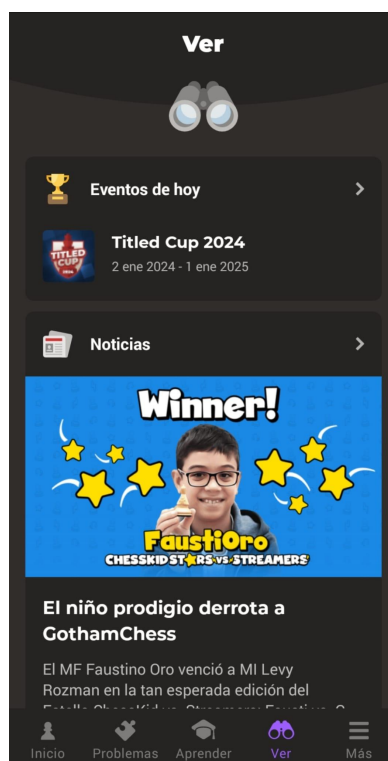 Ver
Eventos de hoy
TITLED
CUP
Titled Cup 2024
2 ene 2024 - 1 ene 2025
Noticias
Winner!
FaustiOro
CHESSKID STARS VS STREAMERS
El niño prodigio derrota a
GothamChess
El MF Faustino Oro venció a MI Levy
Rozman en la tan esperada edición del
Inicio
Problemas
Aprender
Ver
Más